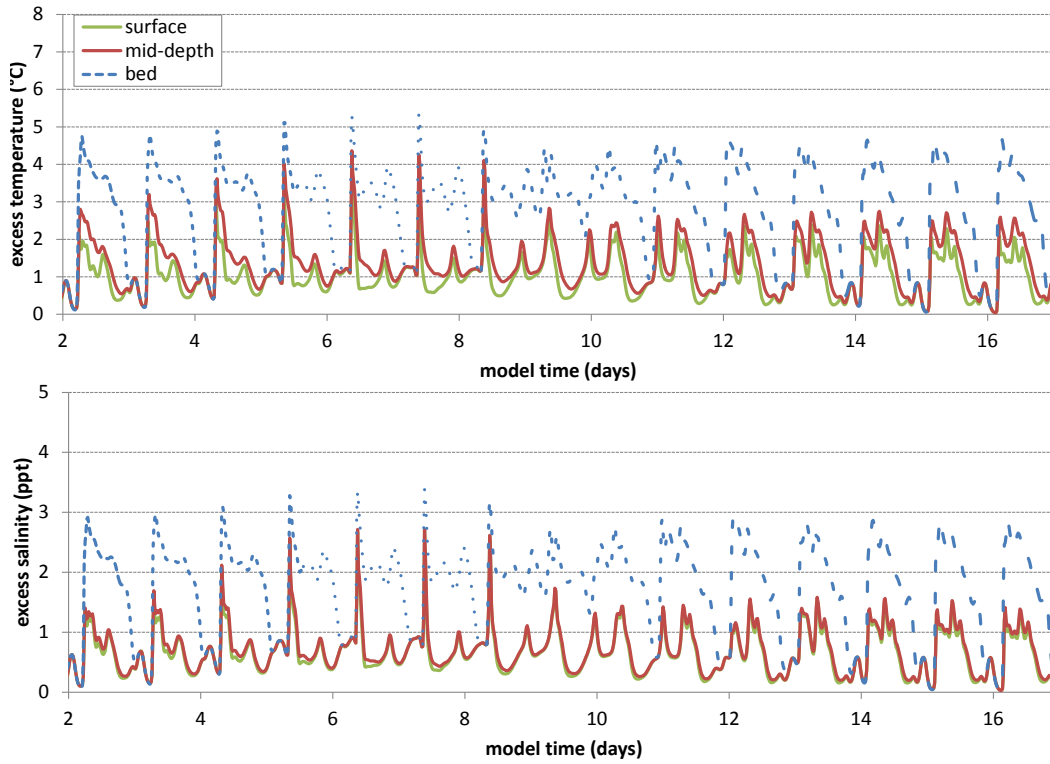 8
7
6
5
4
3
2
1
0
surface
mid-depth
bed
excess temperature (°C)
2 4 6 8 10 12 14 16
model time (days)
5
4
3
2
1
0
excess salinity (ppt)
2 4 6 8 10 12 14 16
model time (days)